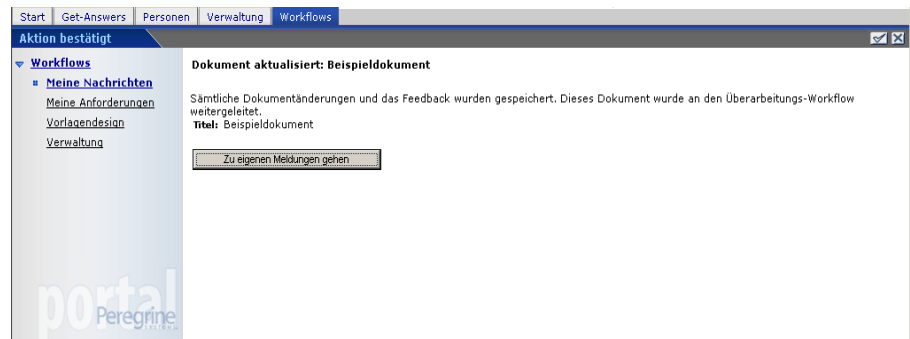 Start Get-Answers Personen Verwaltung Workflows
Aktion bestätigt
Workflows
Meine Nachrichten
Meine Anforderungen
Vorlagendesign
Verwaltung
Dokument aktualisiert: Beispieldokument
Sämtliche Dokumentänderungen und das Feedback wurden gespeichert. Dieses Dokument wurde an den Überarbeitungs-Workflow
weitergeleitet.
Titel: Beispieldokument
Zu eigenen Meldungen gehen
portal
Peregrine